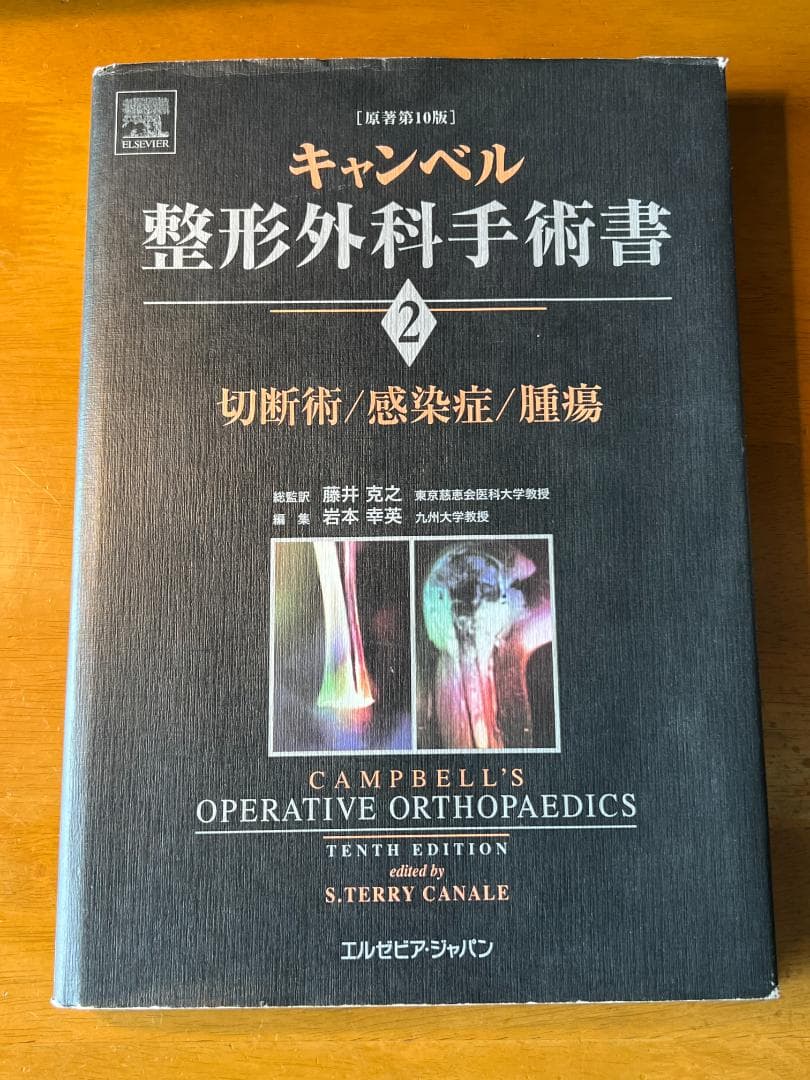 ELSEVIER
[原著第10版]
キャンベル
整形外科手術書
2
切断術/感染症/腫瘍
総監訳 藤井 克之 東京慈恵会医科大学教授
編集 岩本 幸英 九州大学教授
CAMPBELL'S
OPERATIVE ORTHOPAEDICS
TENTH EDITION
edited by
S.TERRY CANALE
エルゼビア・ジャパン